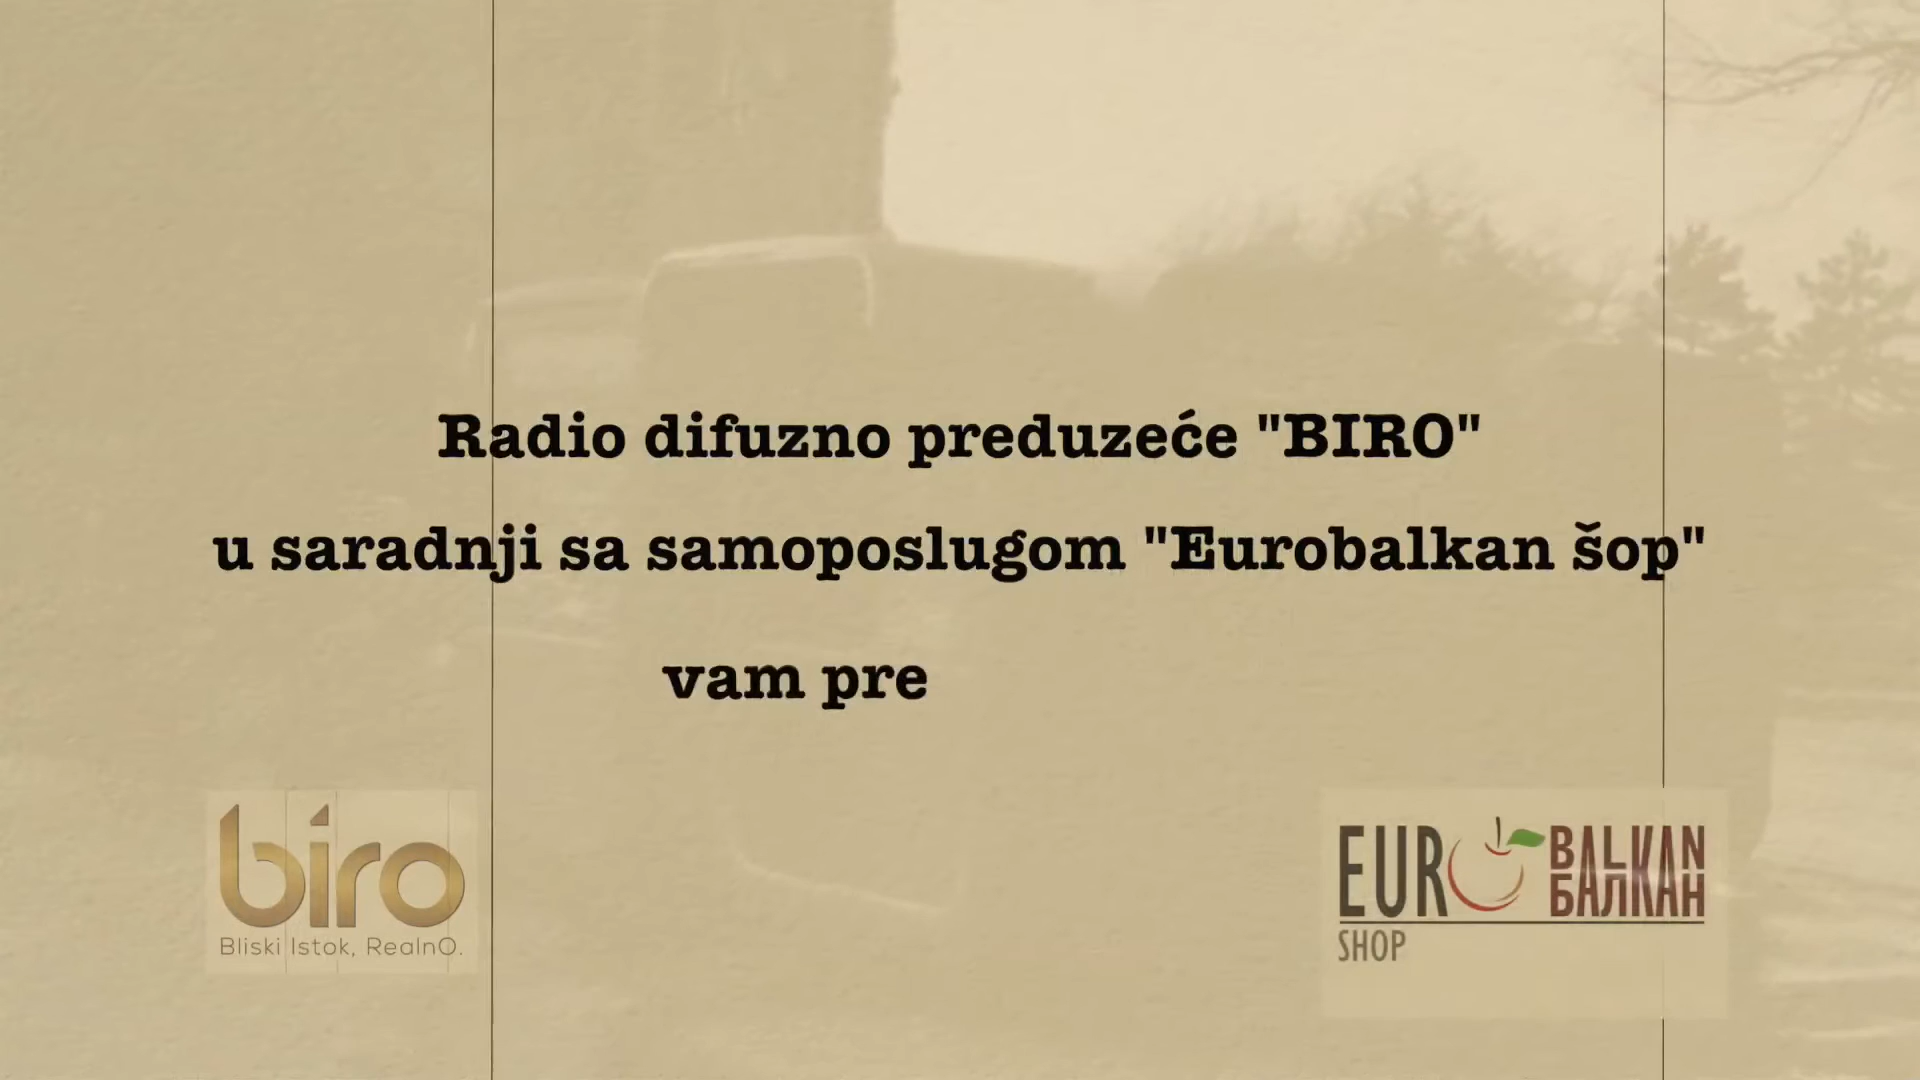 Radio difuzno preduzeće "BIRO"
u saradnji sa samoposlugom "Eurobalkan šop"
vam pre
biro
Bliski Istok, RealnO.
EURO BALKAN
БАЛКАН
SHOP